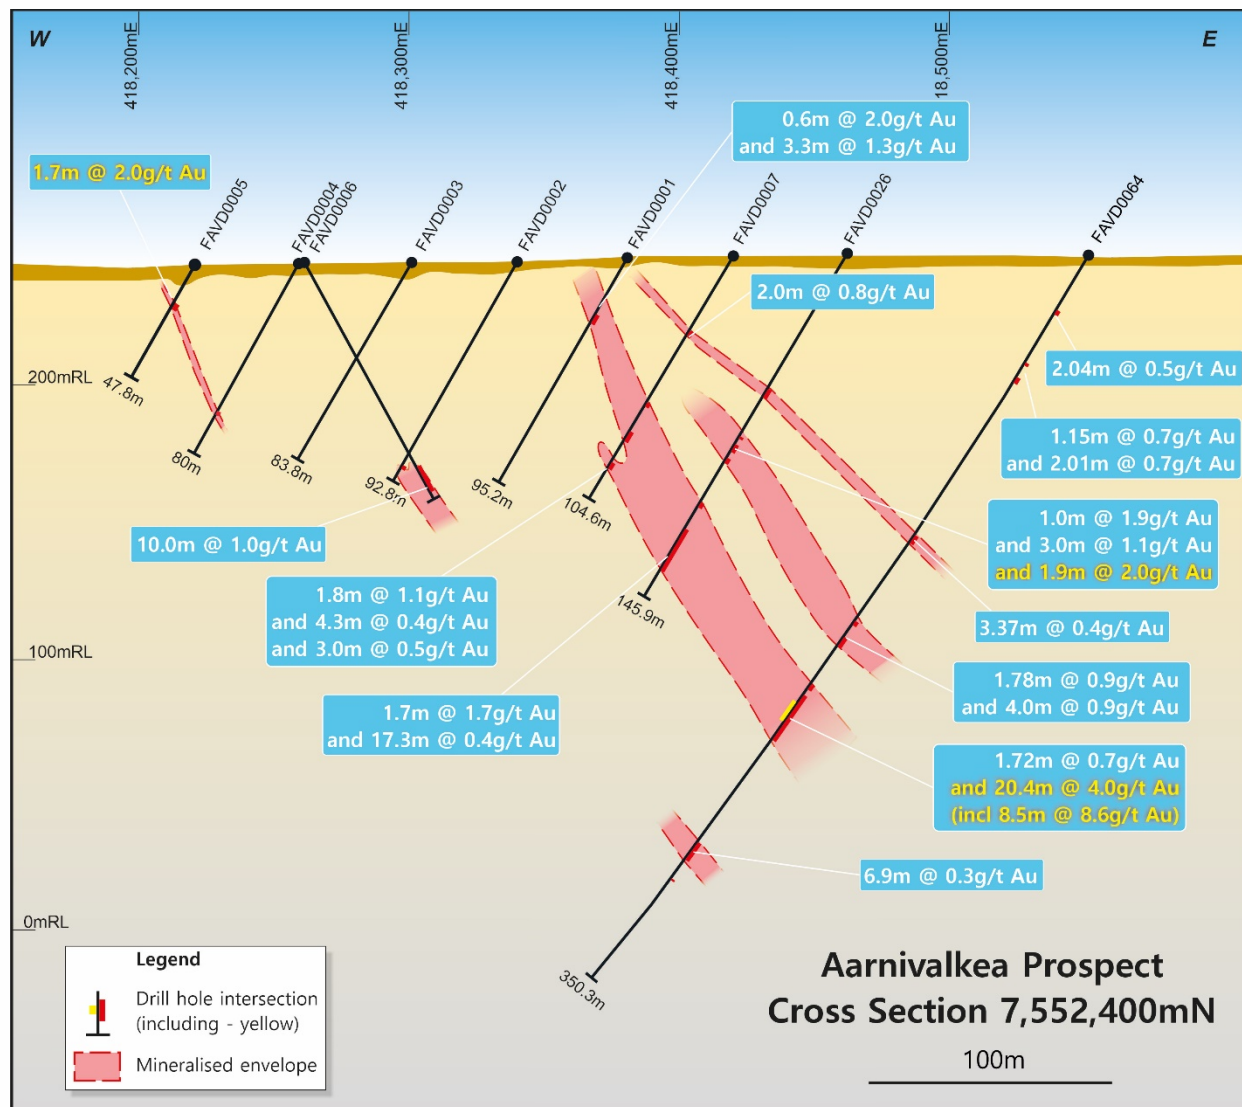 W
E
418,200mE
418,300mE
418,400mE
18,500mE
0.6m @ 2.0g/t Au
and 3.3m @ 1.3g/t Au
1.7m @ 2.0g/t Au
FAVD0005
FAVD0004
FAVD0006
FAVD0003
FAVD0002
FAVD0001
FAVD0007
FAVD0026
FAVD0064
2.0m @ 0.8g/t Au
200mRL
47.8m
2.04m @ 0.5g/t Au
1.15m @ 0.7g/t Au
and 2.01m @ 0.7g/t Au
80m
83.8m
92.8m
95.2m
104.6m
145.9m
10.0m @ 1.0g/t Au
1.0m @ 1.9g/t Au
and 3.0m @ 1.1g/t Au
and 1.9m @ 2.0g/t Au
1.8m @ 1.1g/t Au
and 4.3m @ 0.4g/t Au
and 3.0m @ 0.5g/t Au
3.37m @ 0.4g/t Au
100mRL
1.78m @ 0.9g/t Au
and 4.0m @ 0.9g/t Au
1.7m @ 1.7g/t Au
and 17.3m @ 0.4g/t Au
1.72m @ 0.7g/t Au
and 20.4m @ 4.0g/t Au
(incl 8.5m @ 8.6g/t Au)
6.9m @ 0.3g/t Au
0mRL
350.3m
Legend
Drill hole intersection
(including - yellow)
Mineralised envelope
Aarnivalkea Prospect
Cross Section 7,552,400mN
100m